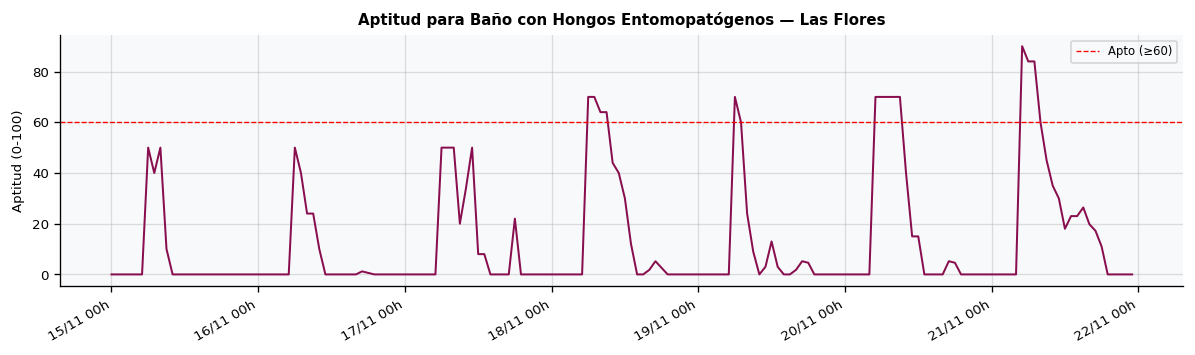 Aptitud para Baño con Hongos Entomopatógenos — Las Flores
Apto (≥60)
Aptitud (0-100)
80
60
40
20
0
15/11 00h
16/11 00h
17/11 00h
18/11 00h
19/11 00h
20/11 00h
21/11 00h
22/11 00h